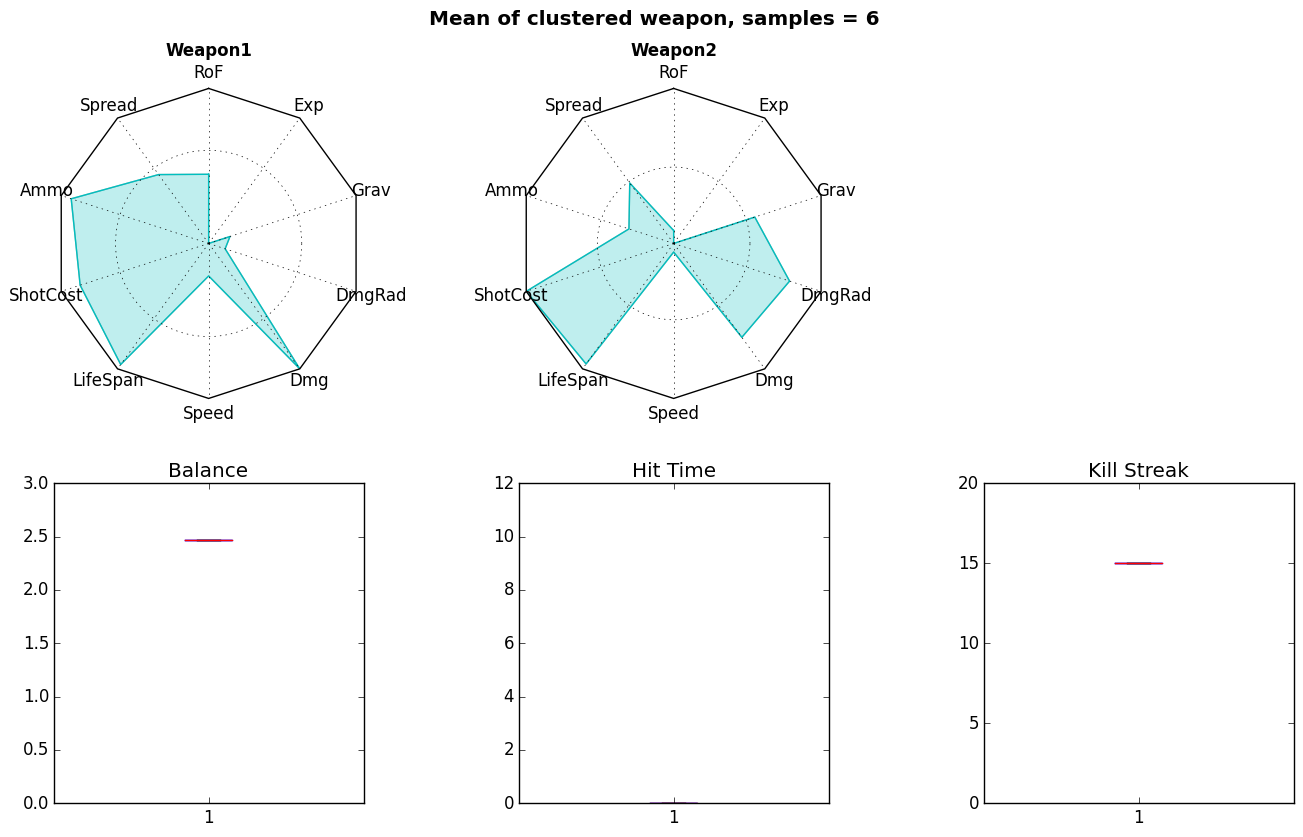 Mean of clustered weapon, samples = 6
Weapon1
RoF
Spread
Exp
Ammo
Grav
ShotCost
DmgRad
LifeSpan
Dmg
Speed
Weapon2
RoF
Spread
Exp
Ammo
Grav
ShotCost
DmgRad
LifeSpan
Dmg
Speed
Balance
3.0
2.5
2.0
1.5
1.0
0.5
0.0
1
Hit Time
12
10
8
6
4
2
0
1
Kill Streak
20
15
10
5
0
1